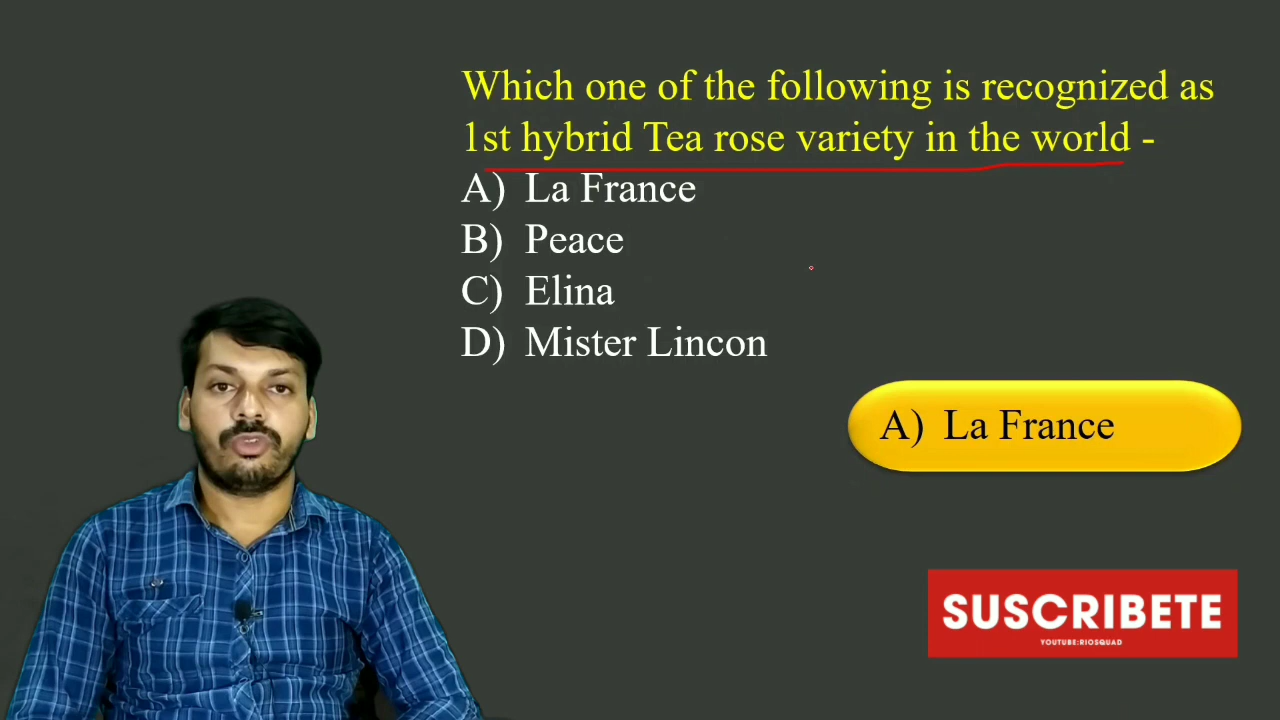 Which one of the following is recognized as
1st hybrid Tea rose variety in the world -
A) La France
B) Peace
C) Elina
D) Mister Lincon
A) La France
SUSCRIBETE
YOUTUBE:RIOSQUAD